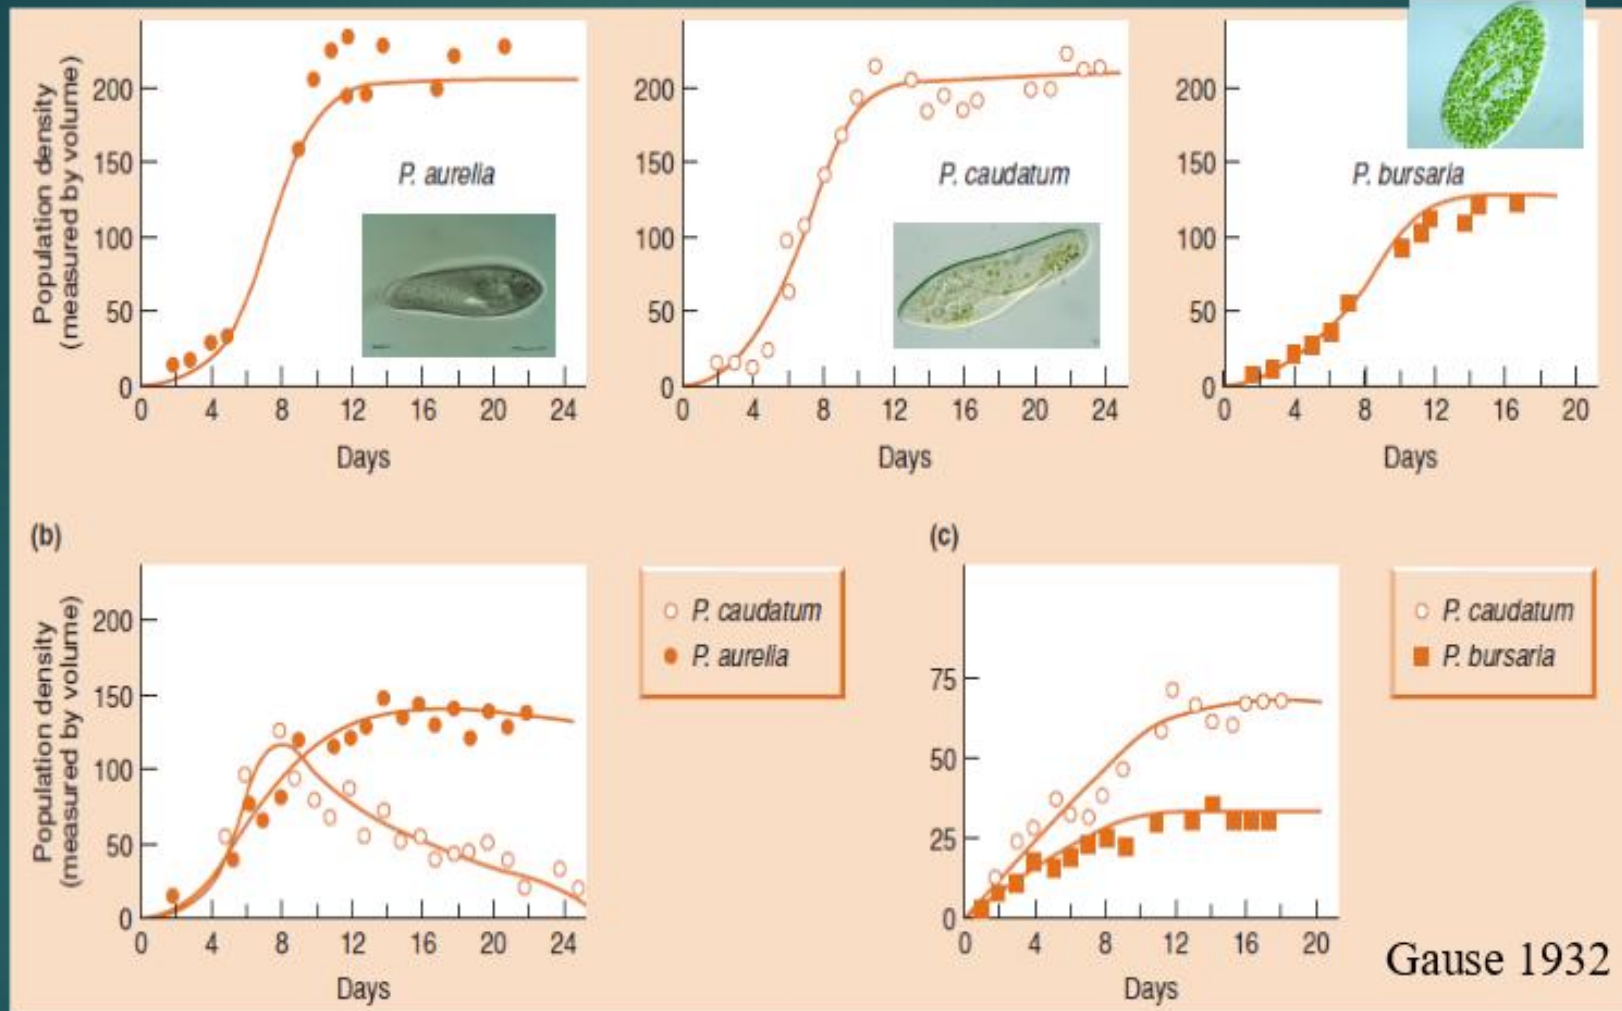 Population density
(measured by volume)
200
150
100
50
0
P. aurelia
0 4 8 12 16 20 24
Days
200
150
100
50
0
P. caudatum
0 4 8 12 16 20 24
Days
200
150
100
50
0
P. bursaria
0 4 8 12 16 20
Days
(b)
Population density
(measured by volume)
200
150
100
50
0
0 4 8 12 16 20 24
Days
P. caudatum
P. aurelia
(c)
75
50
25
0
0 4 8 12 16 20
Days
P. caudatum
P. bursaria
Gause 1932